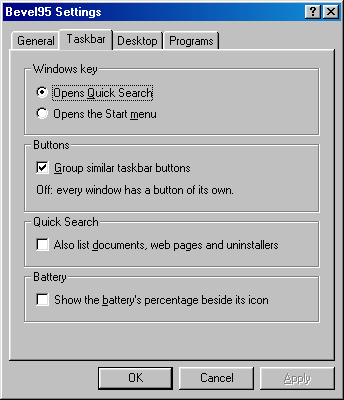 Bevel95 Settings
General Taskbar Desktop Programs
Windows key
Opens Quick Search
Opens the Start menu
Buttons
Group similar taskbar buttons
Off: every window has a button of its own.
Quick Search
Also list documents, web pages and uninstallers
Battery
Show the battery's percentage beside its icon
OK Cancel Apply